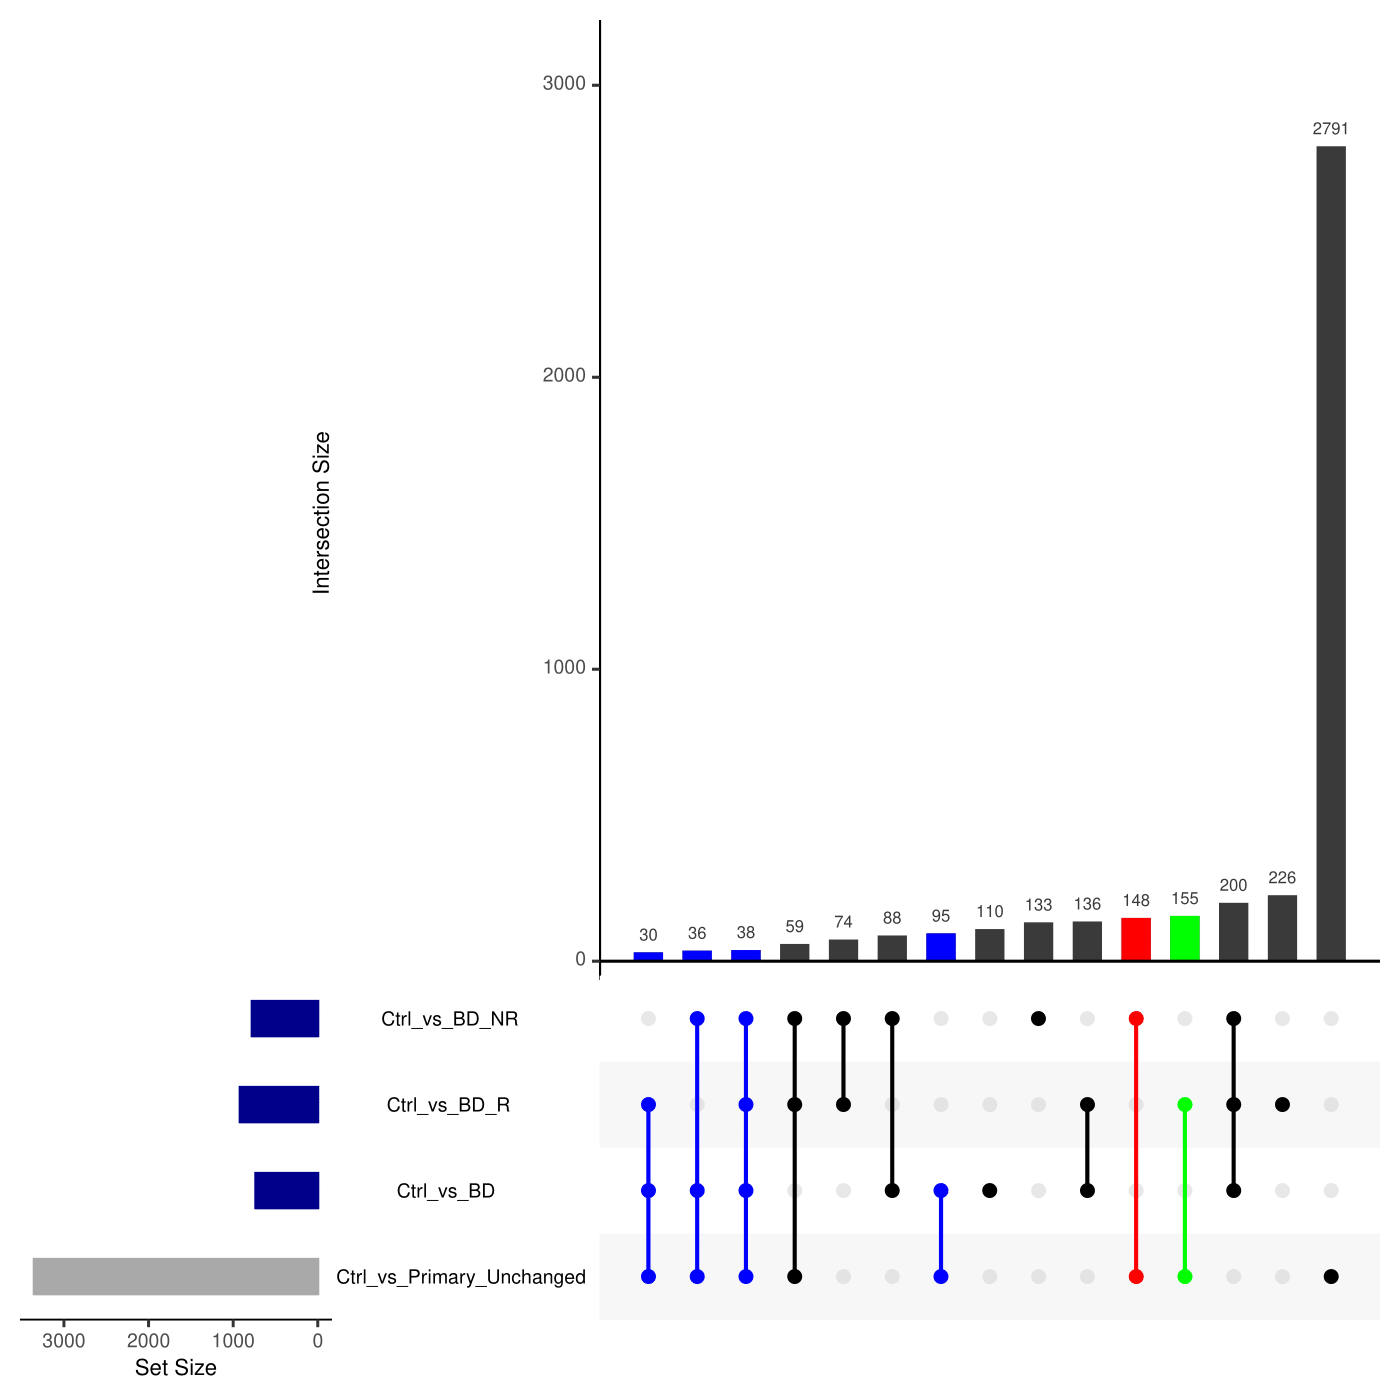 3000
2000
1000
0
Intersection Size
30
36
38
59
74
88
95
110
133
136
148
155
200
226
2791
Ctrl_vs_BD_NR
Ctrl_vs_BD_R
Ctrl_vs_BD
Ctrl_vs_Primary_Unchanged
3000 2000 1000 0
Set Size